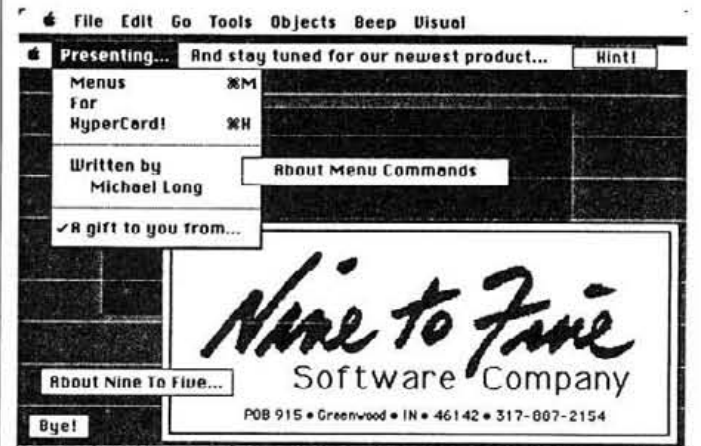 File Edit Go Tools Objects Beep Visual
Presenting... And stay tuned for our newest product... Hint!
Menus ⌘M
For
HyperCard! ⌘H
Written by
Michael Long
About Menu Commands
✓A gift to you from...
Nine to Five
Software Company
About Nine To Five...
POB 915 • Greenwood • IN • 46142 • 317-887-2154
Bye!